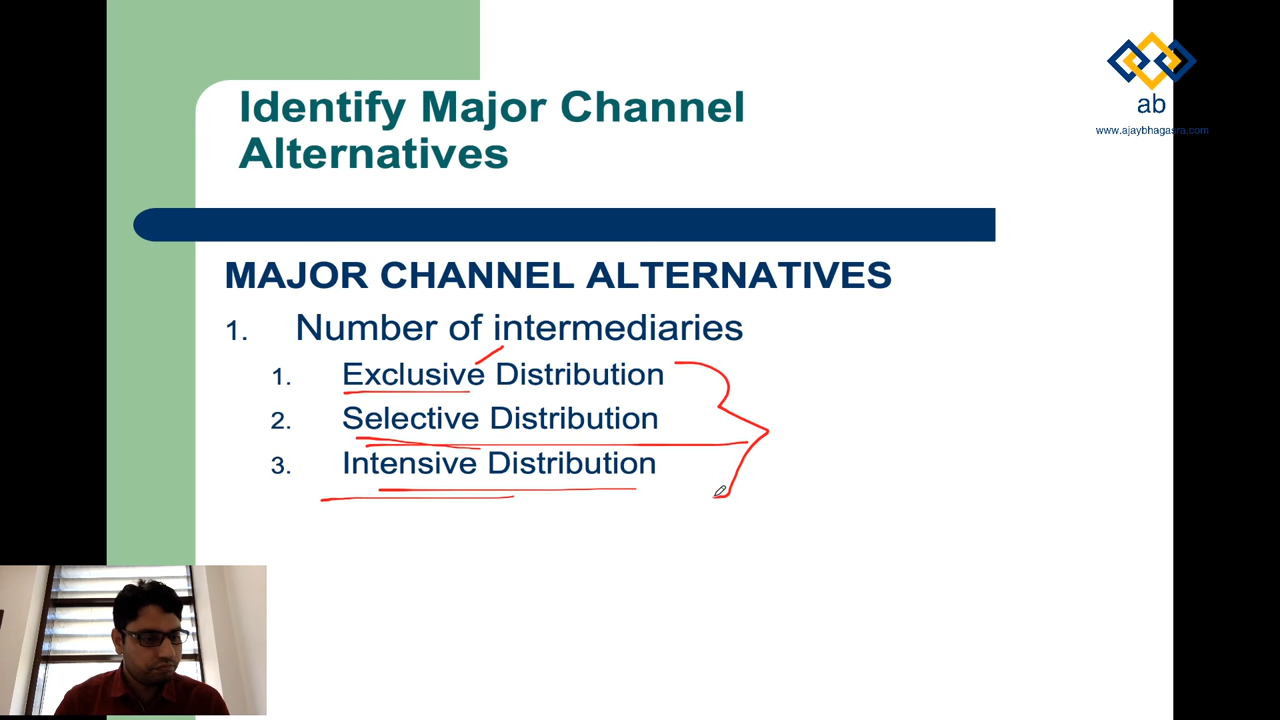 Identify Major Channel
Alternatives
ab
www.ajaybhagasra.com
MAJOR CHANNEL ALTERNATIVES
1. Number of intermediaries
1. Exclusive Distribution
2. Selective Distribution
3. Intensive Distribution